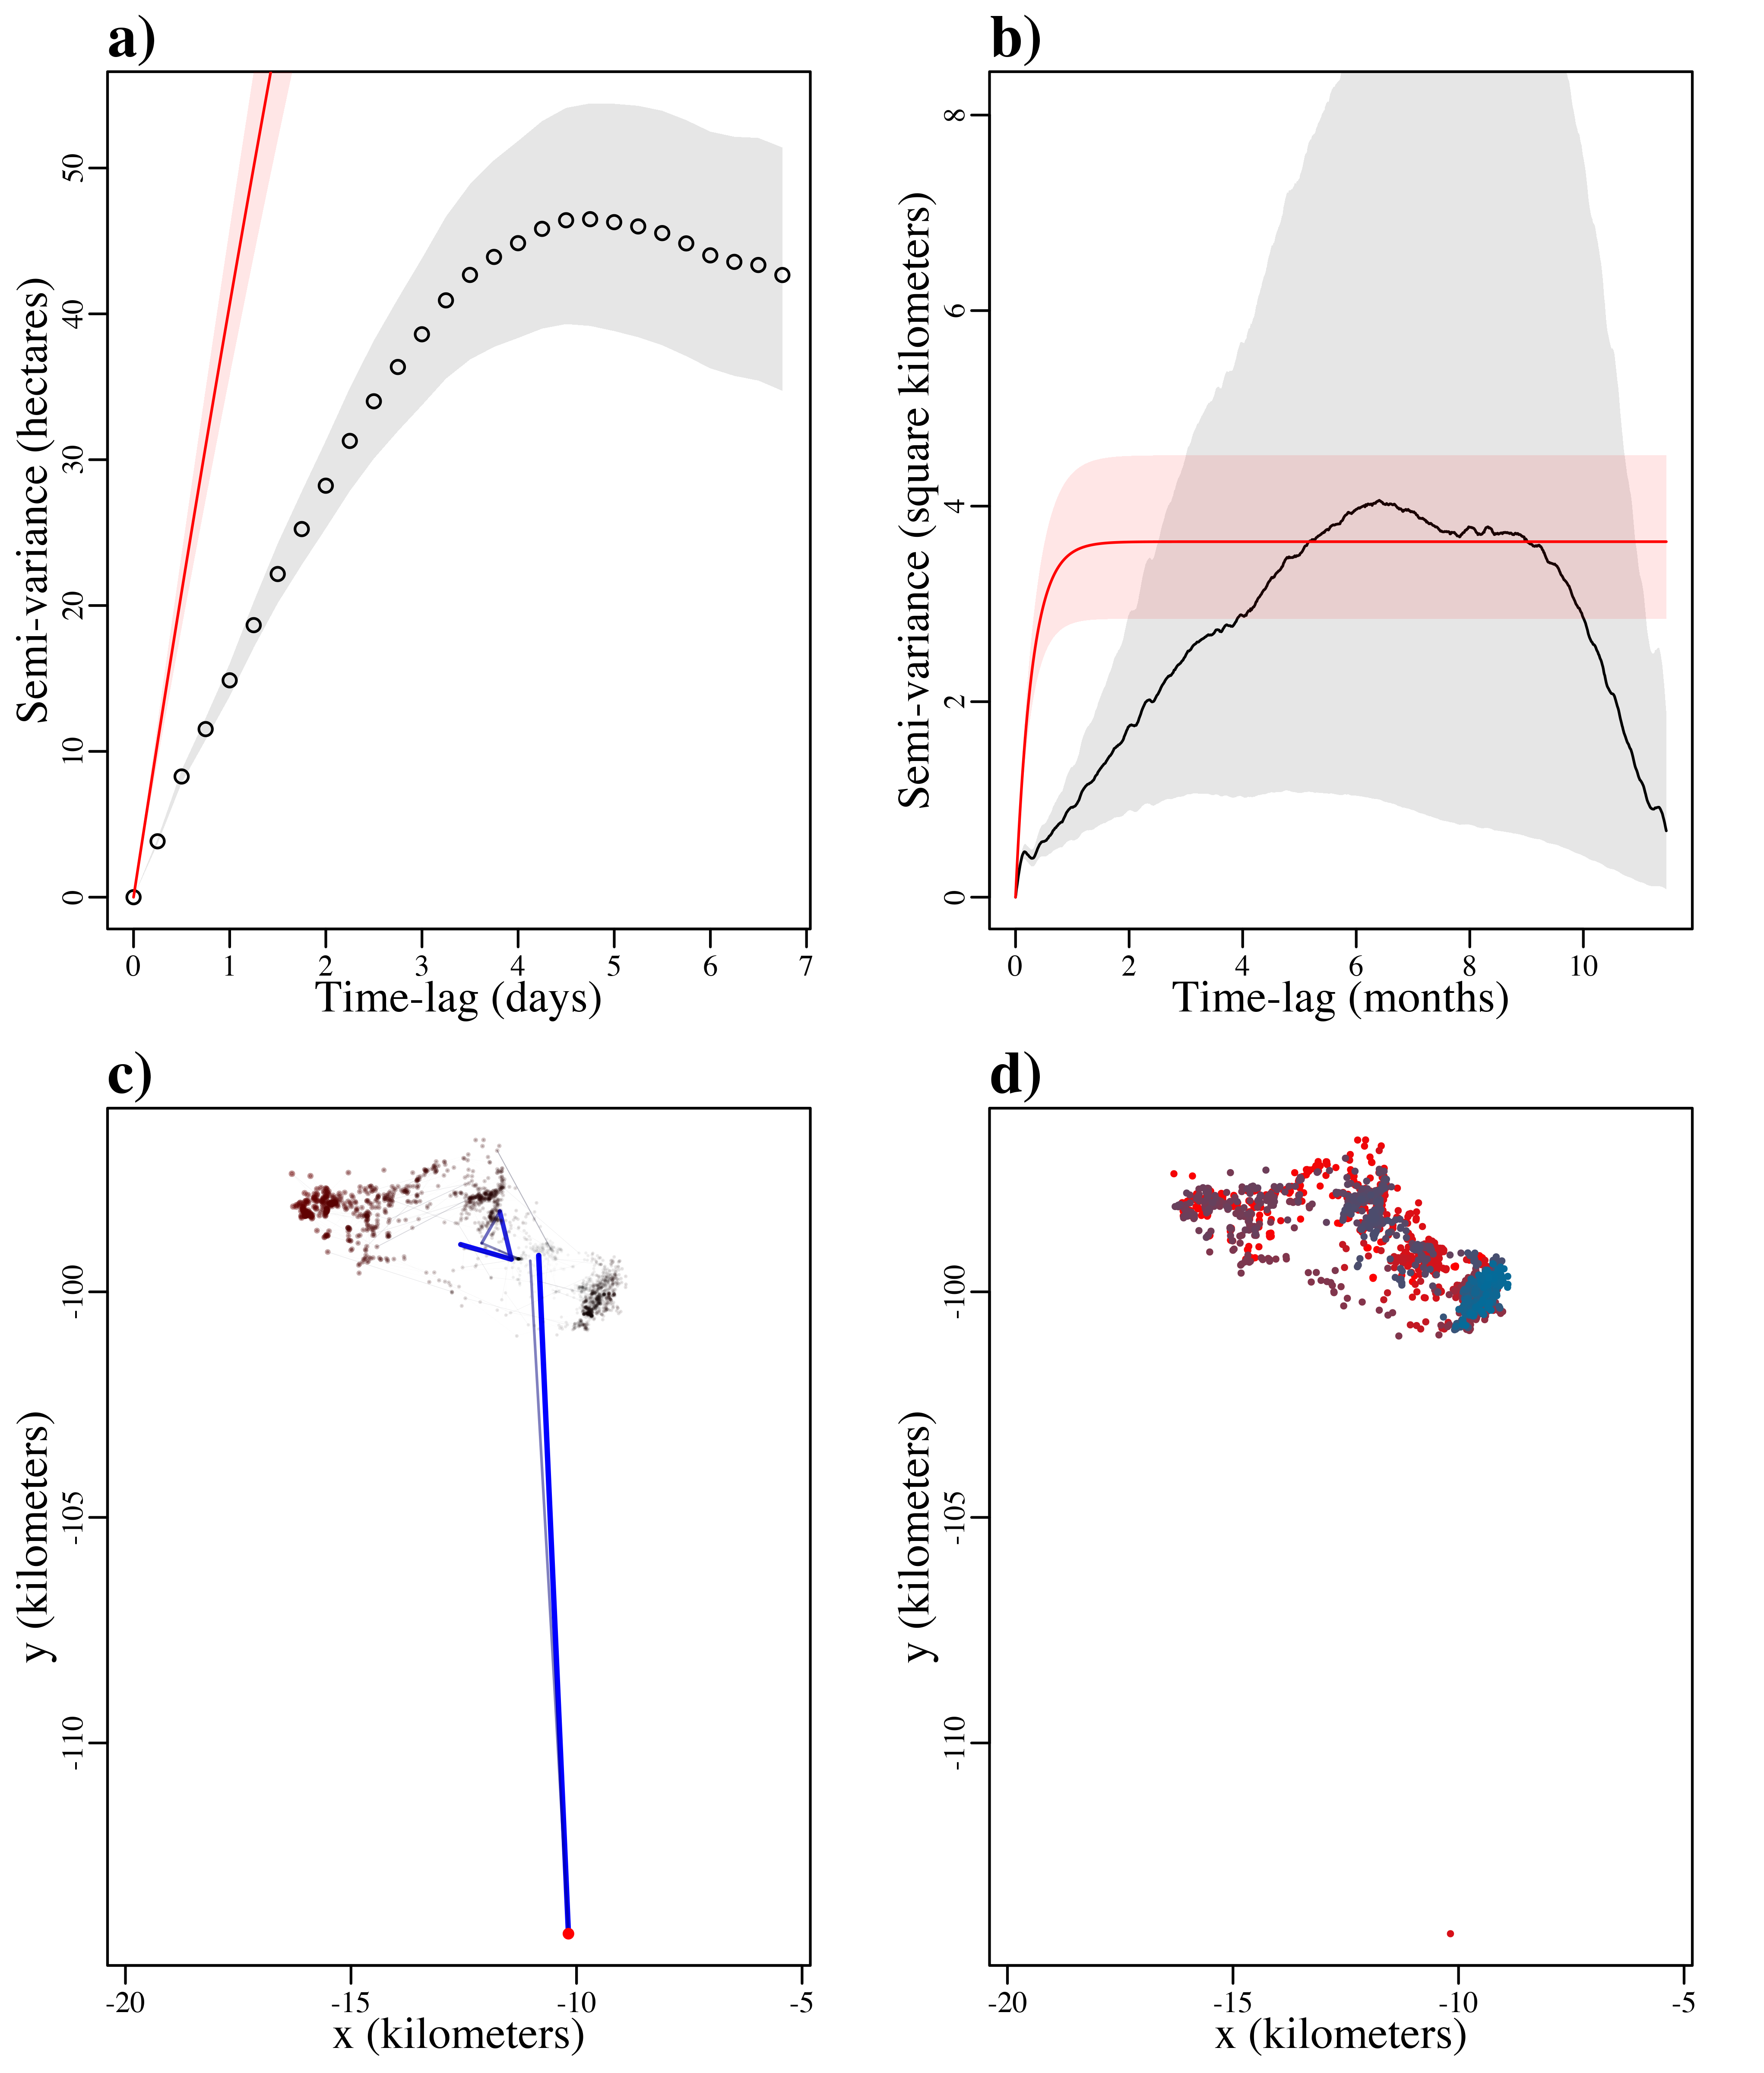 a)
Semi-variance (hectares)
50
40
30
20
10
0
0 1 2 3 4 5 6 7
Time-lag (days)
b)
Semi-variance (square kilometers)
8
6
4
2
0
0 2 4 6 8 10
Time-lag (months)
c)
y (kilometers)
-100
-105
-110
-20 -15 -10 -5
x (kilometers)
d)
y (kilometers)
-100
-105
-110
-20 -15 -10 -5
x (kilometers)